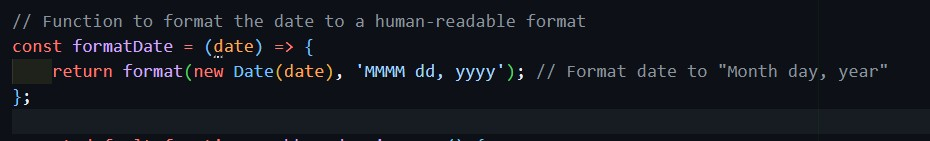 // Function to format the date to a human-readable format
const formatDate = (date) => {
    return format(new Date(date), 'MMMM dd, yyyy'); // Format date to "Month day, year"
};